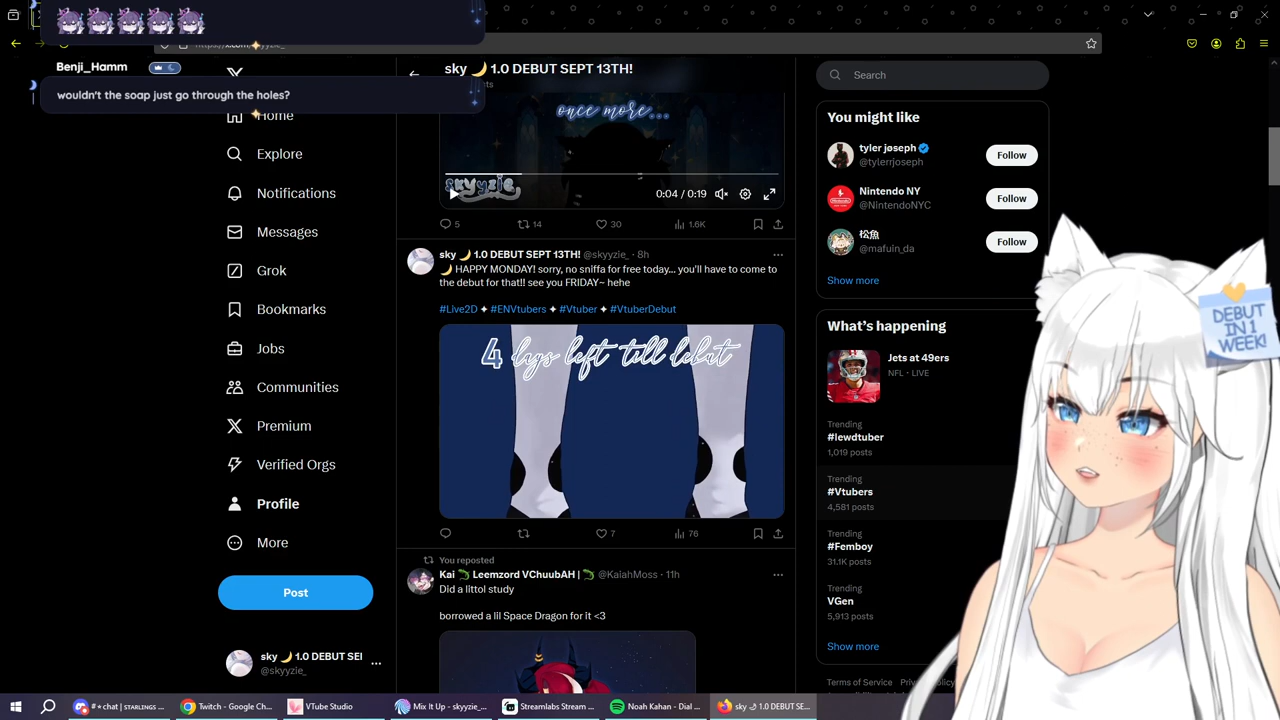 Benji_Hamm
wouldn't the soap just go through the holes?
sky 🌙 1.0 DEBUT SEPT 13TH!
once more...
skyyzie
0:04 / 0:19
5
14
30
1.6K
Home
Explore
Notifications
Messages
Grok
Bookmarks
Jobs
Communities
Premium
Verified Orgs
Profile
More
Post
sky 🌙 1.0 DEBUT SEI
@skyyzie_
sky 🌙 1.0 DEBUT SEPT 13TH! @skyyzie_ · 8h
🌙 HAPPY MONDAY! sorry, no sniffa for free today... you'll have to come to
the debut for that!! see you FRIDAY~ hehe
#Live2D ✦ #ENVtubers ✦ #Vtuber ✦ #VtuberDebut
4 days left till debut
7
76
You reposted
Kai 🦎 Leemzord VChuubAH | 🦎 @KaiahMoss · 11h
Did a littol study
borrowed a lil Space Dragon for it <3
Search
You might like
tyler jøseph
@tylerrjoseph
Follow
Nintendo NY
@NintendoNYC
Follow
松魚
@mafuin_da
Follow
Show more
What's happening
Jets at 49ers
NFL · LIVE
Trending
#lewdtuber
1,019 posts
Trending
#Vtubers
4,581 posts
Trending
#Femboy
31.1K posts
Trending
VGen
5,913 posts
Show more
Terms of Service
DEBUT
IN 1
WEEK!
# ⋆ chat | STARLINGS ...
Twitch - Google Ch...
VTube Studio
Mix It Up - skyyzie_...
Streamlabs Stream ...
Noah Kahan - Dial ...
sky 🌙 1.0 DEBUT SE...